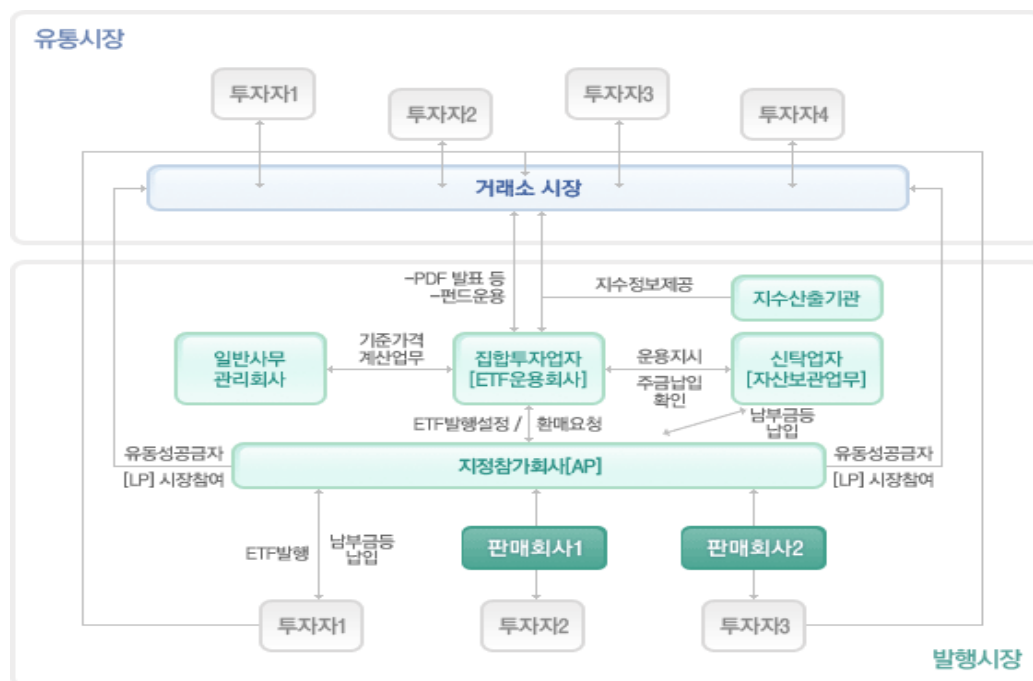 유통시장
투자자1
투자자2
투자자3
투자자4
거래소 시장
-PDF 발표 등
-펀드운용
지수정보제공
지수산출기관
일반사무
관리회사
기준가격
계산업무
집합투자업자
[ETF운용회사]
운용지시
주금납입
확인
신탁업자
[자산보관업무]
ETF발행설정 / 환매요청
남부금등
납입
유동성공급자
[LP] 시장참여
지정참가회사[AP]
유동성공급자
[LP] 시장참여
ETF발행
남부금등
납입
판매회사1
판매회사2
투자자1
투자자2
투자자3
발행시장